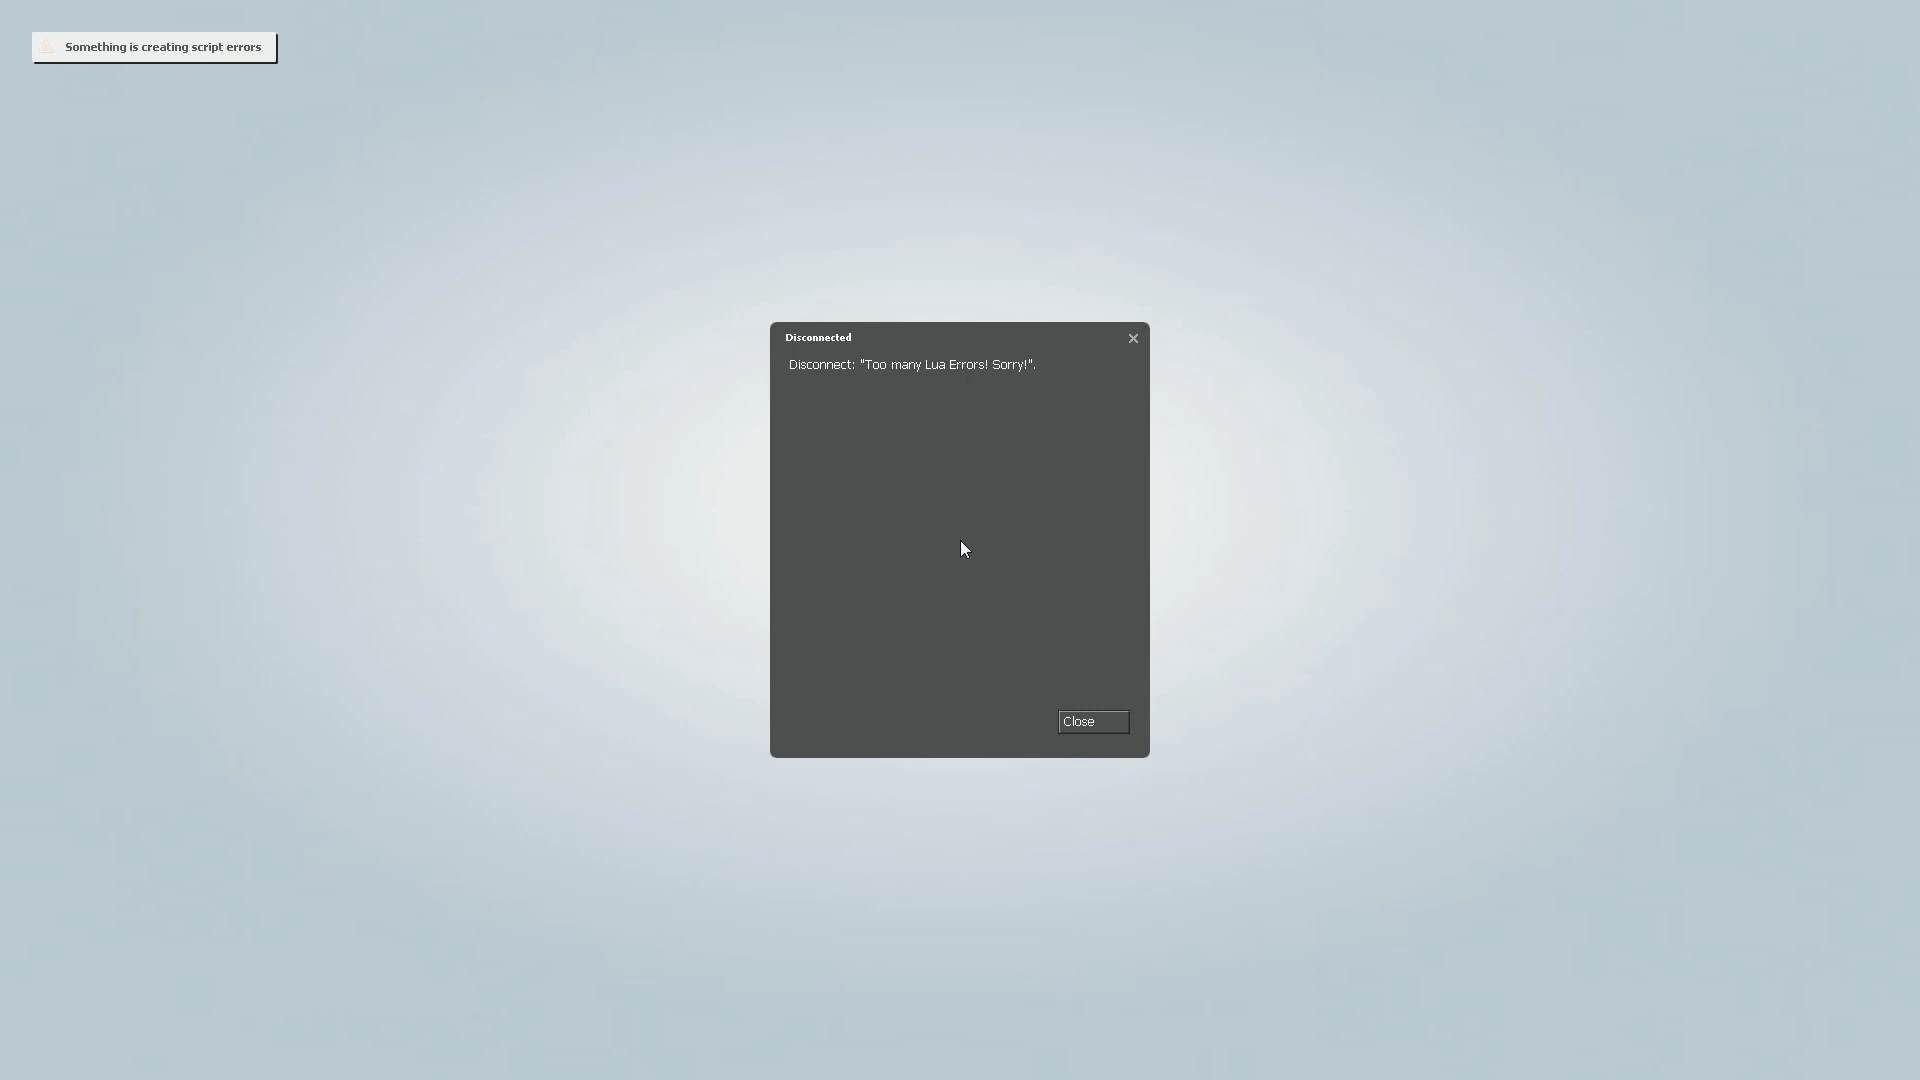 Something is creating script errors
Disconnected
Disconnect: "Too many Lua Errors! Sorry!".
Close